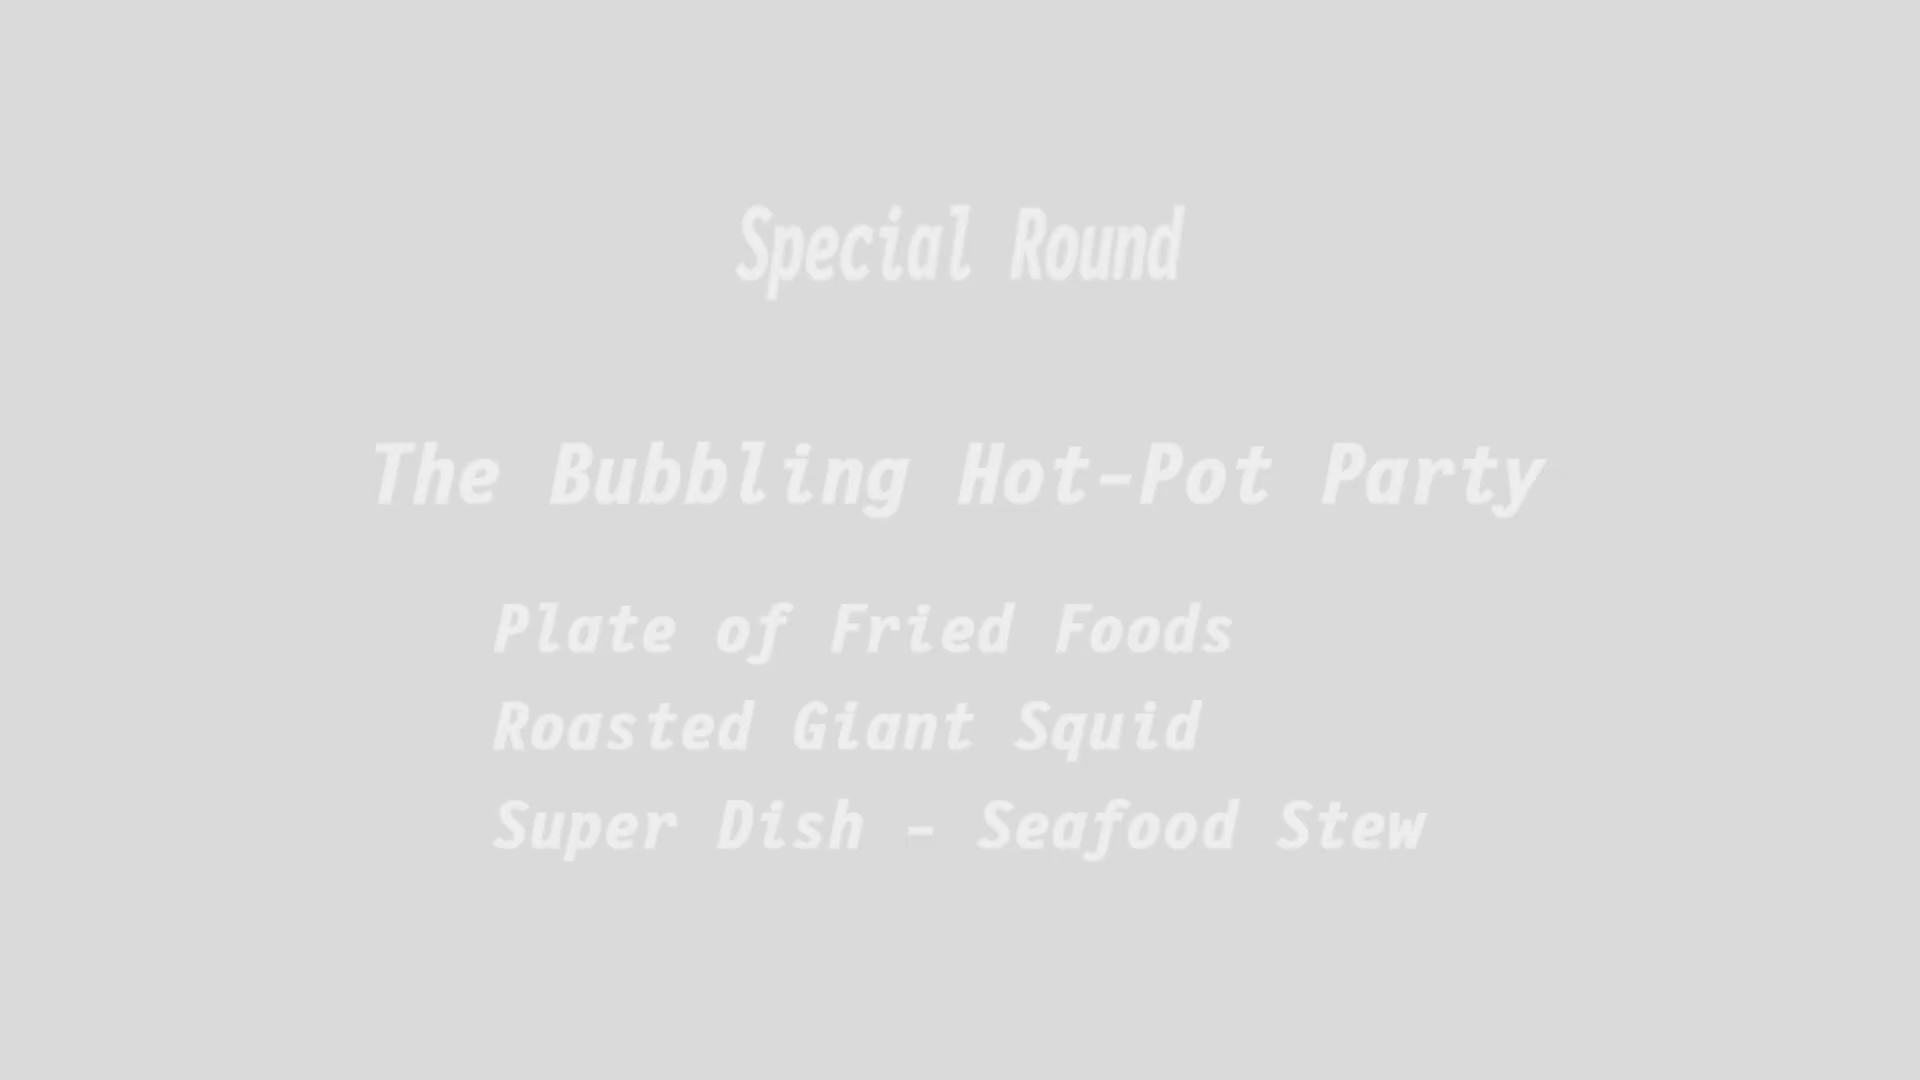 Special Round
The Bubbling Hot-Pot Party
Plate of Fried Foods
Roasted Giant Squid
Super Dish - Seafood Stew